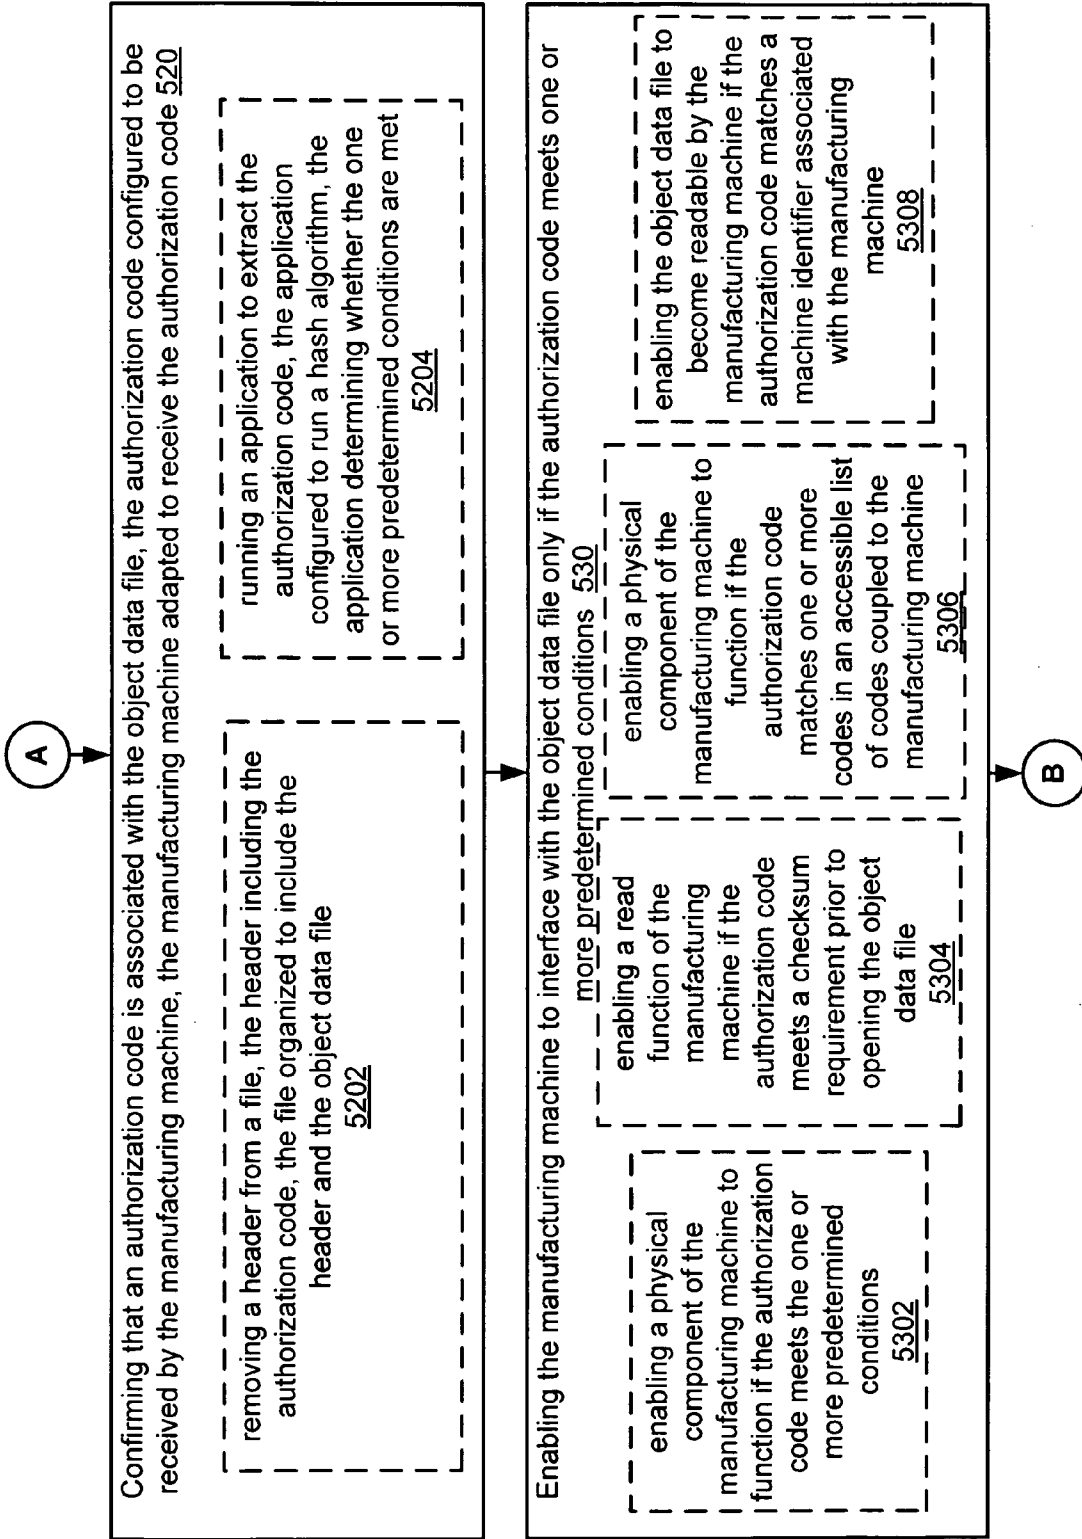 A
Confirming that an authorization code is associated with the object data file, the authorization code configured to be
received by the manufacturing machine, the manufacturing machine adapted to receive the authorization code 520
removing a header from a file, the header including the
authorization code, the file organized to include the
header and the object data file
5202
running an application to extract the
authorization code, the application
configured to run a hash algorithm, the
application determining whether the one
or more predetermined conditions are met
5204
Enabling the manufacturing machine to interface with the object data file only if the authorization code meets one or
more predetermined conditions 530
enabling a physical
component of the
manufacturing machine to
function if the authorization
code meets the one or
more predetermined
conditions
5302
enabling a read
function of the
manufacturing
machine if the
authorization code
meets a checksum
requirement prior to
opening the object
data file
5304
enabling a physical
component of the
manufacturing machine to
function if the
authorization code
matches one or more
codes in an accessible list
of codes coupled to the
manufacturing machine
5306
enabling the object data file to
become readable by the
manufacturing machine if the
authorization code matches a
machine identifier associated
with the manufacturing
machine
5308
B